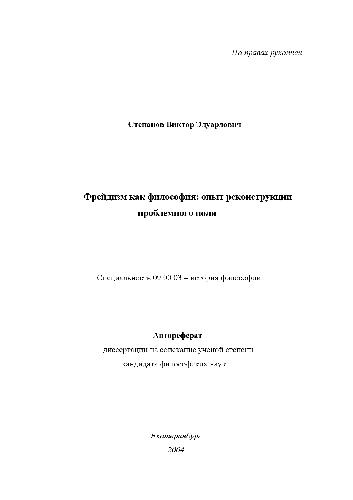 На правах рукописи
Степанов Виктор Эдуардович
Фрейдизм как философия: опыт реконструкции
проблемного поля
Специальность 09.00.03 – история философии
Автореферат
диссертации на соискание ученой степени
кандидата философских наук
Екатеринбург
2004